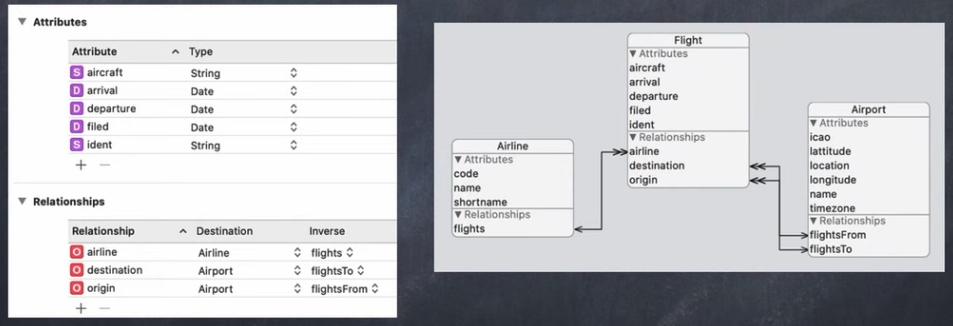 ▼ Attributes
Attribute ^ Type
S aircraft String
D arrival Date
D departure Date
D filed Date
S ident String
+ −
▼ Relationships
Relationship ^ Destination Inverse
O airline Airline flights
O destination Airport flightsTo
O origin Airport flightsFrom
+ −
Flight
▼ Attributes
aircraft
arrival
departure
filed
ident
▼ Relationships
airline
destination
origin
Airline
▼ Attributes
code
name
shortname
▼ Relationships
flights
Airport
▼ Attributes
icao
lattitude
location
longitude
name
timezone
▼ Relationships
flightsFrom
flightsTo